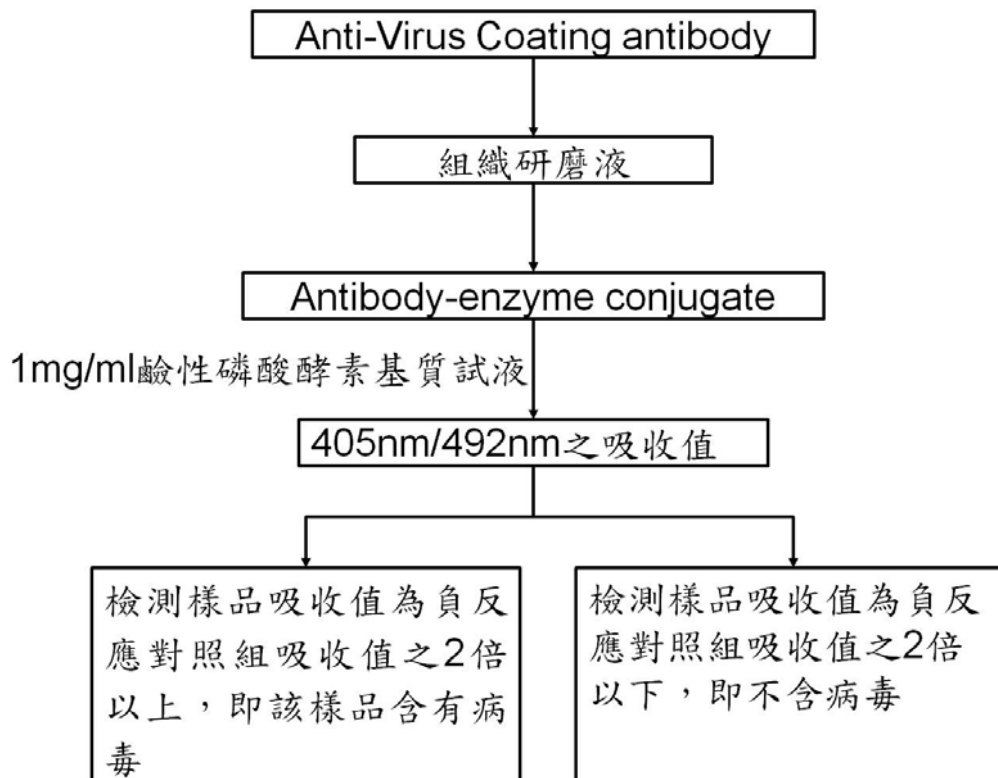 Anti-Virus Coating antibody
組織研磨液
Antibody-enzyme conjugate
1mg/ml鹼性磷酸酵素基質試液
405nm/492nm之吸收值
檢測樣品吸收值為負反
應對照組吸收值之2倍
以上，即該樣品含有病
毒
檢測樣品吸收值為負反
應對照組吸收值之2倍
以下，即不含病毒